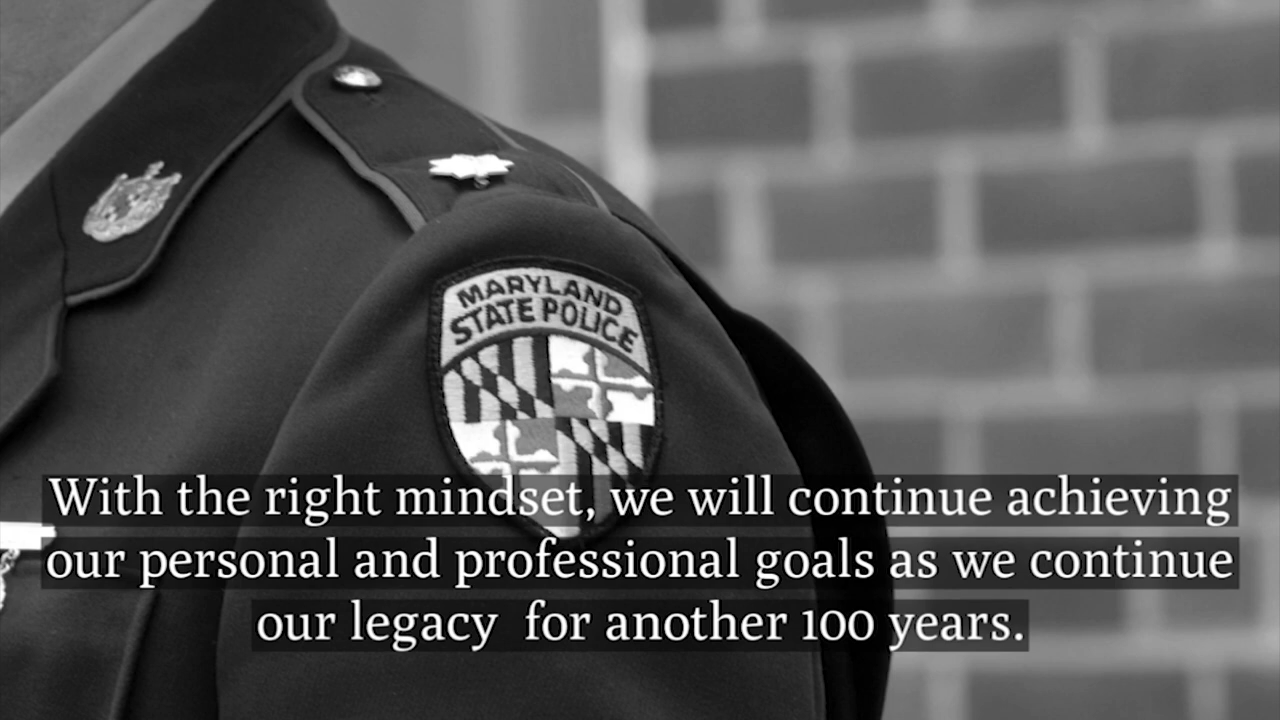 MARYLAND
STATE POLICE
With the right mindset, we will continue achieving
our personal and professional goals as we continue
our legacy  for another 100 years.